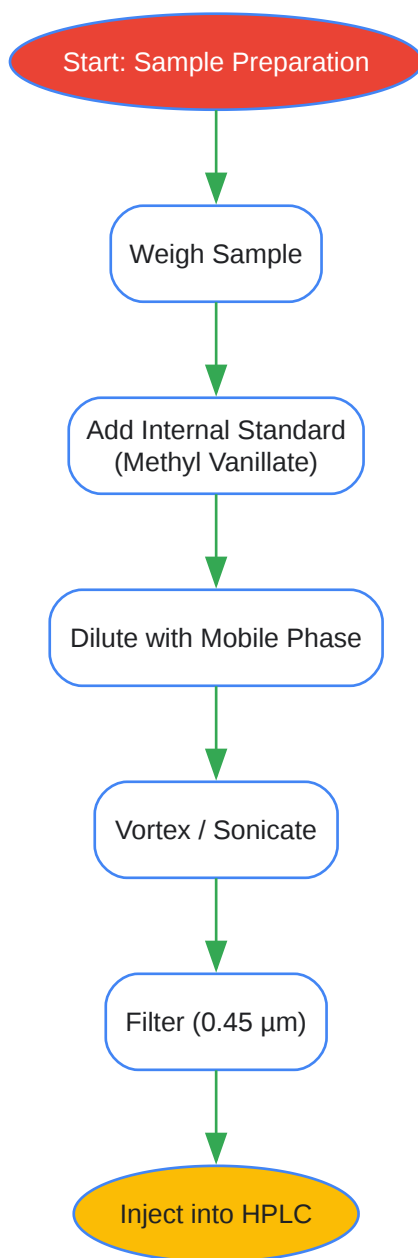 Start: Sample Preparation
Weigh Sample
Add Internal Standard
(Methyl Vanillate)
Dilute with Mobile Phase
Vortex / Sonicate
Filter (0.45 µm)
Inject into HPLC